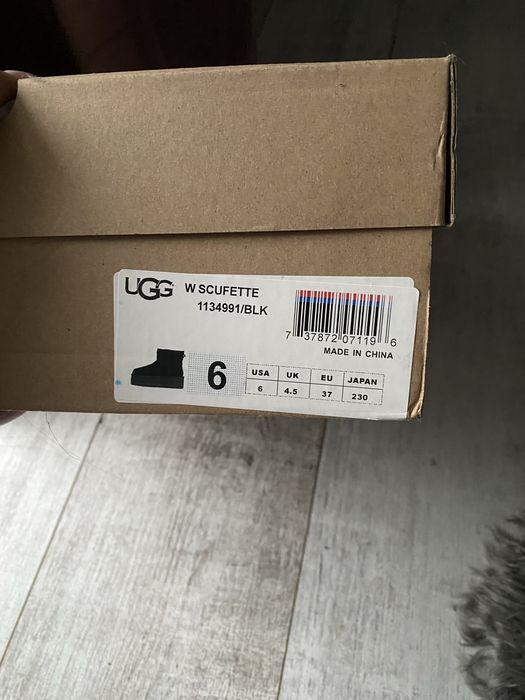 UGG W SCUFETTE
1134991/BLK
7 37872 07119 6
MADE IN CHINA
6
USA UK EU JAPAN
6 4.5 37 230